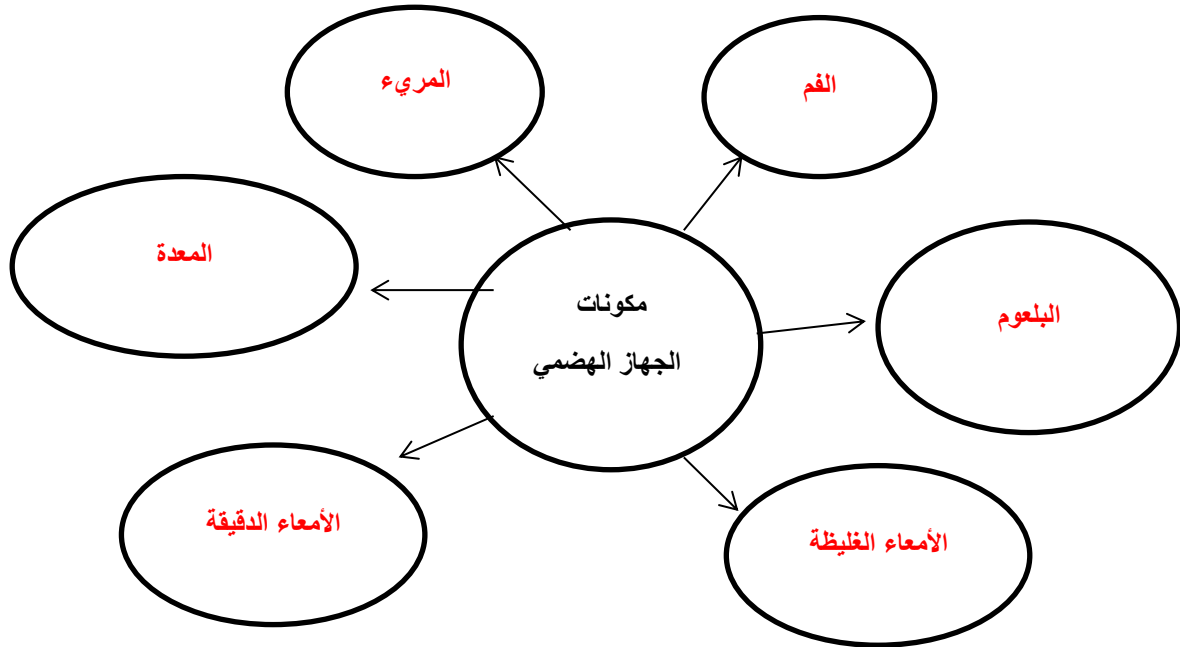 الفم
المريء
المعدة
مكونات
الجهاز الهضمي
البلعوم
الأمعاء الدقيقة
الأمعاء الغليظة